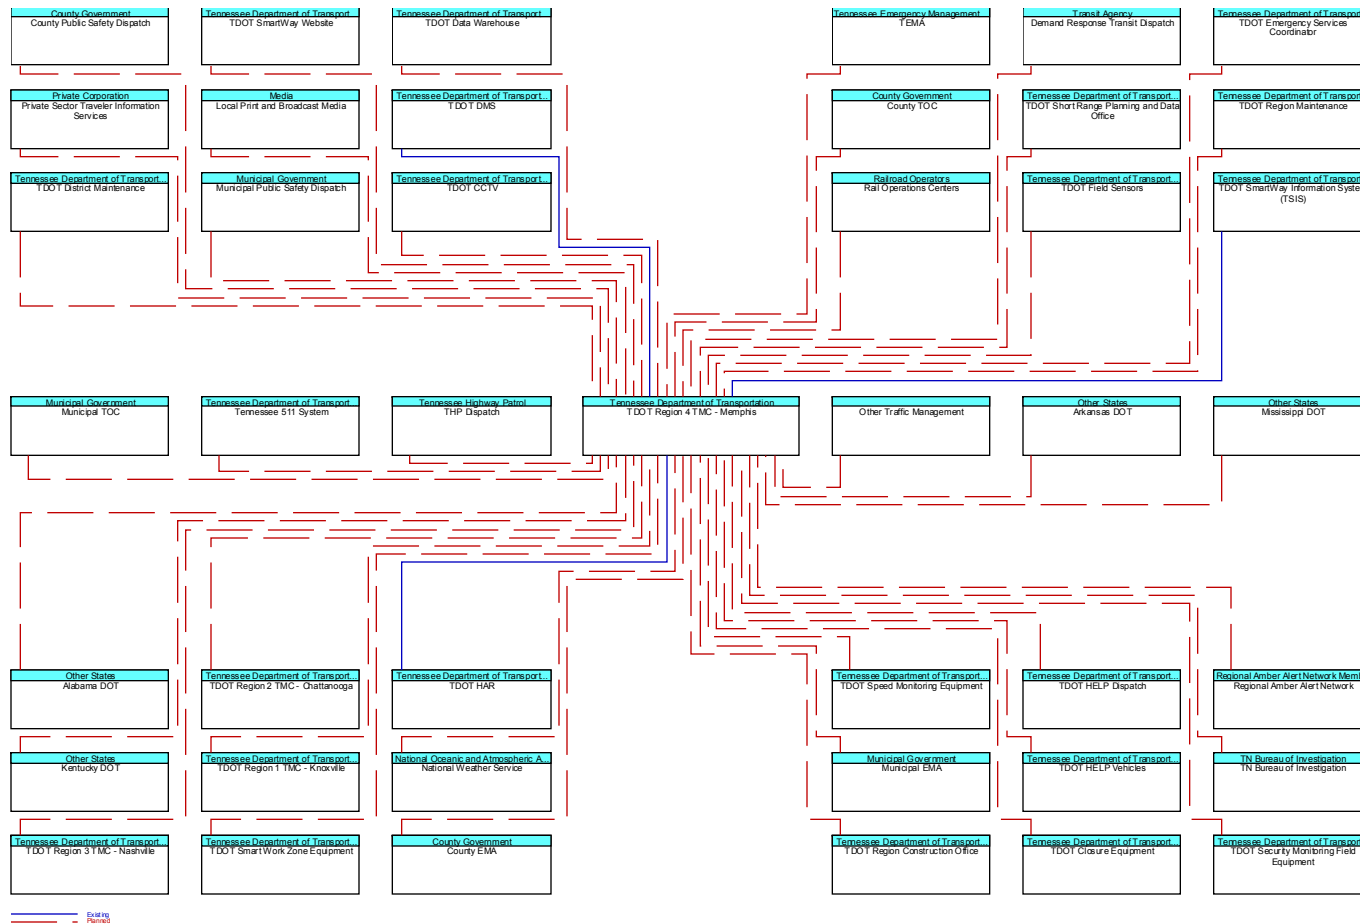 County Government
County Public Safety Dispatch
Tennessee Department of Transport...
TDOT SmartWay Website
Tennessee Department of Transport...
TDOT Data Warehouse
Tennessee Emergency Management
TEMA
Transit Agency
Demand Response Transit Dispatch
Tennessee Department of Transport
TDOT Emergency Services
Coordinator
Private Corporation
Private Sector Traveler Information
Services
Media
Local Print and Broadcast Media
Tennessee Department of Transport...
TDOT DMS
County Government
County TOC
Tennessee Department of Transport...
TDOT Short Range Planning and Data
Office
Tennessee Department of Transport
TDOT Region Maintenance
Tennessee Department of Transport...
TDOT District Maintenance
Municipal Government
Municipal Public Safety Dispatch
Tennessee Department of Transport...
TDOT CCTV
Railroad Operators
Rail Operations Centers
Tennessee Department of Transport...
TDOT Field Sensors
Tennessee Department of Transport
TDOT SmartWay Information System
(TSIS)
Municipal Government
Municipal TOC
Tennessee Department of Transport...
Tennessee 511 System
Tennessee Highway Patrol
THP Dispatch
Tennessee Department of Transportation
TDOT Region 4 TMC - Memphis
Other Traffic Management
Other States
Arkansas DOT
Other States
Mississippi DOT
Other States
Alabama DOT
Tennessee Department of Transport...
TDOT Region 2 TMC - Chattanooga
Tennessee Department of Transport...
TDOT HAR
Tennessee Department of Transport...
TDOT Speed Monitoring Equipment
Tennessee Department of Transport...
TDOT HELP Dispatch
Regional Amber Alert Network Mem
Regional Amber Alert Network
Other States
Kentucky DOT
Tennessee Department of Transport...
TDOT Region 1 TMC - Knoxville
National Oceanic and Atmospheric A...
National Weather Service
Municipal Government
Municipal EMA
Tennessee Department of Transport...
TDOT HELP Vehicles
TN Bureau of Investigation
TN Bureau of Investigation
Tennessee Department of Transport...
TDOT Region 3 TMC - Nashville
Tennessee Department of Transport...
TDOT Smart Work Zone Equipment
County Government
County EMA
Tennessee Department of Transport...
TDOT Region Construction Office
Tennessee Department of Transport...
TDOT Closure Equipment
Tennessee Department of Transport
TDOT Security Monitoring Field
Equipment
Existing
Planned